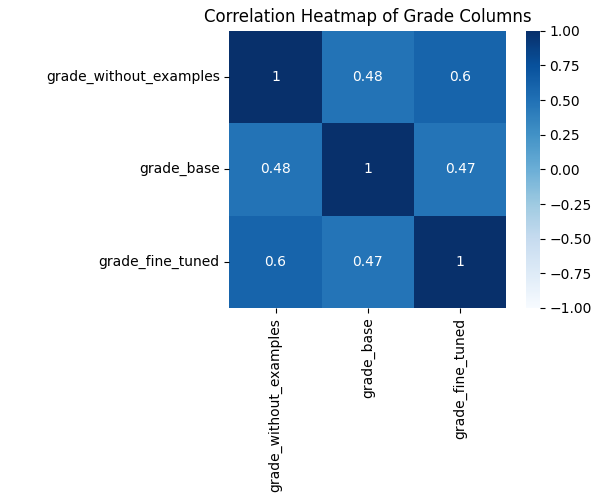 Correlation Heatmap of Grade Columns
grade_without_examples
1
0.48
0.6
grade_base
0.48
1
0.47
grade_fine_tuned
0.6
0.47
1
grade_without_examples
grade_base
grade_fine_tuned
1.00
0.75
0.50
0.25
0.00
−0.25
−0.50
−0.75
−1.00